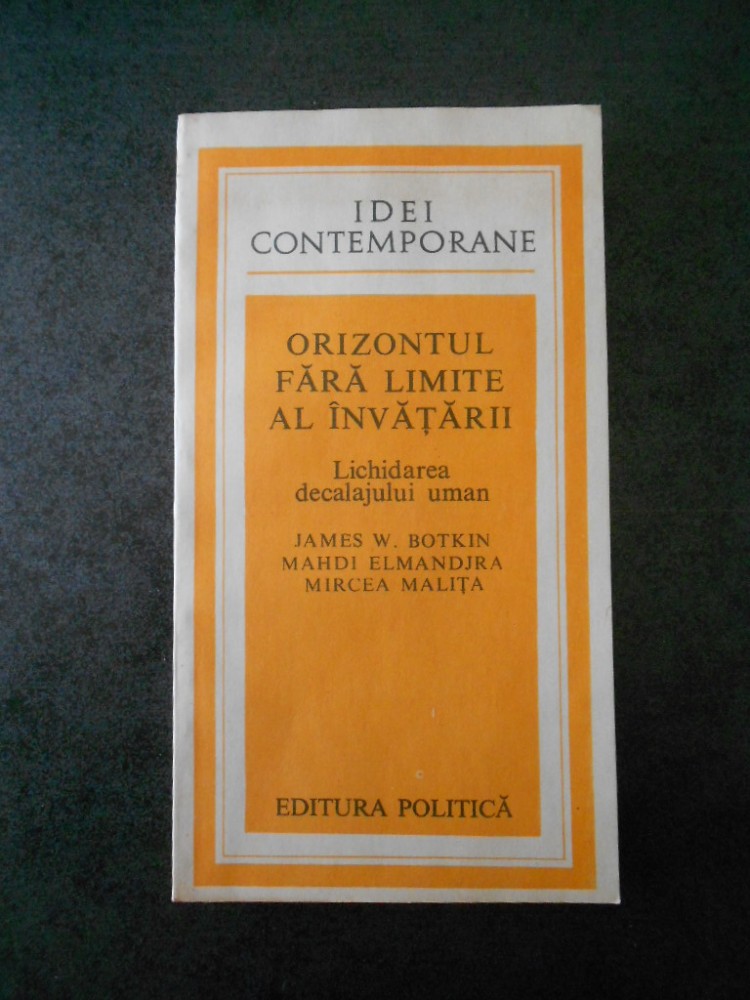 IDEI
CONTEMPORANE
ORIZONTUL
FĂRĂ LIMITE
AL ÎNVĂȚĂRII
Lichidarea
decalajului uman
JAMES W. BOTKIN
MAHDI ELMANDJRA
MIRCEA MALIȚA
EDITURA POLITICĂ